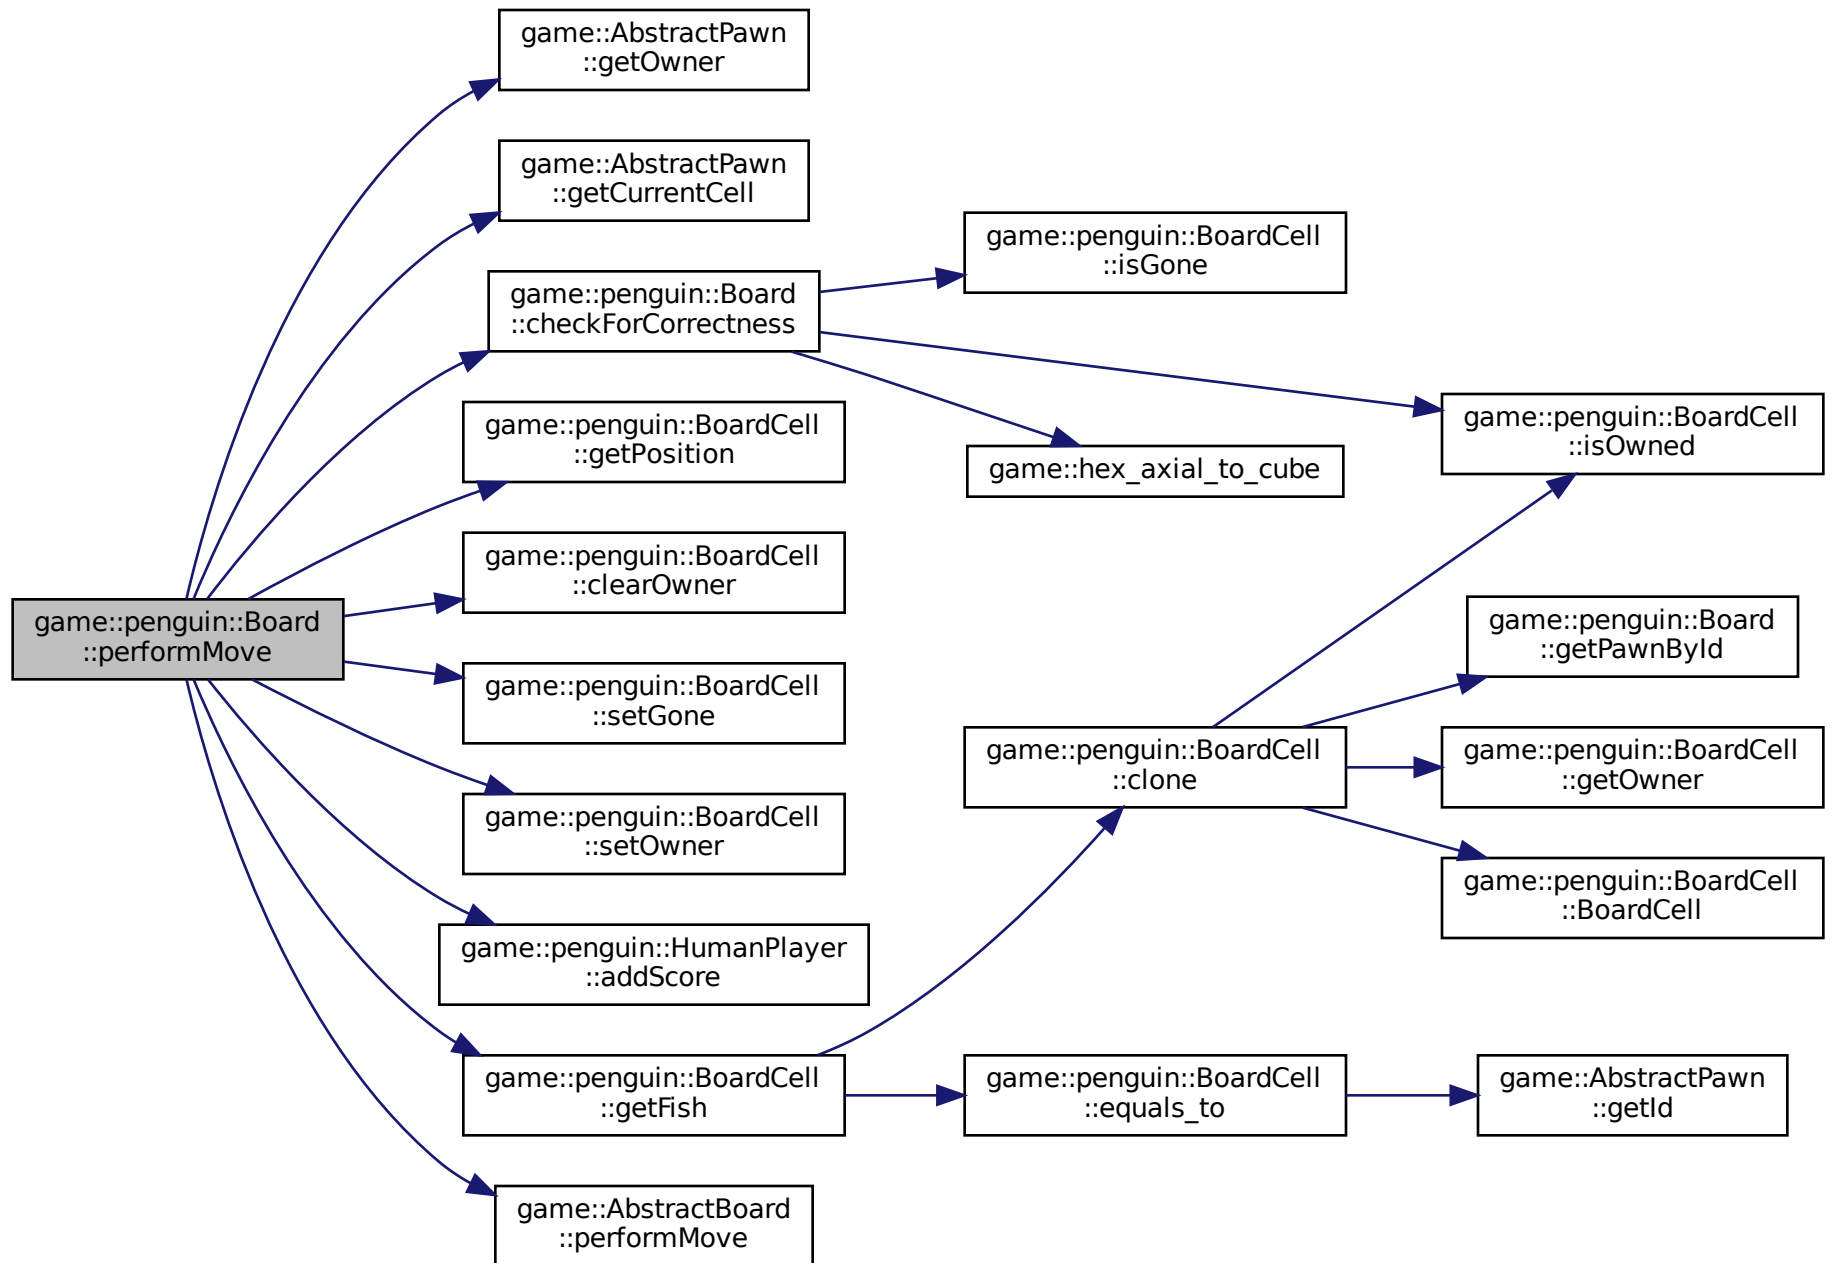 game::AbstractPawn
::getOwner
game::AbstractPawn
::getCurrentCell
game::penguin::BoardCell
::isGone
game::penguin::Board
::checkForCorrectness
game::penguin::BoardCell
::isOwned
game::penguin::BoardCell
::getPosition
game::hex_axial_to_cube
game::penguin::BoardCell
::clearOwner
game::penguin::Board
::performMove
game::penguin::Board
::getPawnById
game::penguin::BoardCell
::setGone
game::penguin::BoardCell
::clone
game::penguin::BoardCell
::getOwner
game::penguin::BoardCell
::setOwner
game::penguin::BoardCell
::BoardCell
game::penguin::HumanPlayer
::addScore
game::penguin::BoardCell
::getFish
game::penguin::BoardCell
::equals_to
game::AbstractPawn
::getId
game::AbstractBoard
::performMove